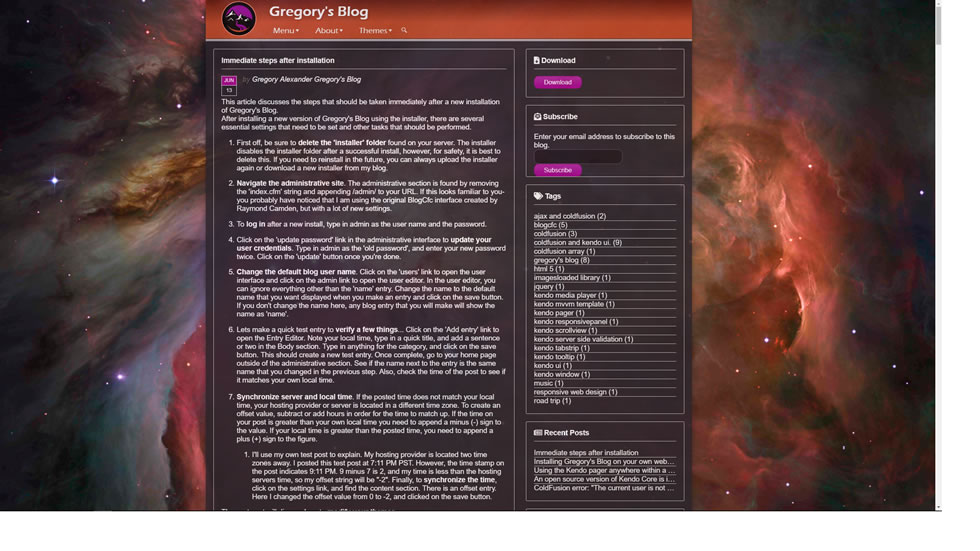 Gregory's Blog
Menu
About
Themes
Immediate steps after installation
JUN
13
by Gregory Alexander Gregory's Blog
This article discusses the steps that should be taken immediately after a new installation
of Gregory's Blog.
After installing a new version of Gregory's Blog using the installer, there are several
essential settings that need to be set and other tasks that should be performed.
1. First off, be sure to delete the 'installer' folder found on your server. The installer
disables the installer folder after a successful install, however, for safety, it is best to
delete this. If you need to reinstall in the future, you can always upload the installer
again or download a new installer from my blog.
2. Navigate the administrative site. The administrative section is found by removing
the 'index.cfm' string and appending /admin/ to your URL. If this looks familiar to you-
you probably have noticed that I am using the original BlogCfc interface created by
Raymond Camden, but with a lot of new settings.
3. To log in after a new install, type in admin as the user name and the password.
4. Click on the 'update password' link in the administrative interface to update your
user credentials. Type in admin as the 'old password', and enter your new password
twice. Click on the 'update' button once you're done.
5. Change the default blog user name. Click on the 'users' link to open the user
interface and click on the admin link to open the user editor. In the user editor, you
can ignore everything other than the 'name' entry. Change the name to the default
name that you want displayed when you make an entry and click on the save button.
If you don't change the name here, any blog entry that you will make will show the
name as 'name'.
6. Lets make a quick test entry to verify a few things... Click on the 'Add entry' link to
open the Entry Editor. Note your local time, type in a quick title, and add a sentence
or two in the Body section. Type in anything for the category, and click on the save
button. This should create a new test entry. Once complete, go to your home page
outside of the administrative section. See if the name next to the entry is the same
name that you changed in the previous step. Also, check the time of the post to see if
it matches your own local time.
7. Synchronize server and local time. If the posted time does not match your local
time, your hosting provider or server is located in a different time zone. To create an
offset value, subtract or add hours in order for the time to match up. If the time on
your post is greater than your own local time you need to append a minus (-) sign to
the value. If your local time is greater than the posted time, you need to append a
plus (+) sign to the figure.
1. I'll use my own test post to explain. My hosting provider is located two time
zones away. I posted this test post at 7:11 PM PST. However, the time stamp on
the post indicates 9:11 PM. 9 minus 7 is 2, and my time is less than the hosting
servers time, so my offset string will be "-2". Finally, to synchronize the time,
click on the settings link, and find the content section. There is an offset entry.
Here I changed the offset value from 0 to -2, and clicked on the save button.
Download
Download
Subscribe
Enter your email address to subscribe to this
blog.
Subscribe
Tags
ajax and coldfusion (2)
blogcfc (5)
coldfusion (3)
coldfusion and kendo ui. (9)
coldfusion array (1)
gregory's blog (8)
html 5 (1)
imagesloaded library (1)
jquery (1)
kendo media player (1)
kendo mvvm template (1)
kendo pager (1)
kendo responsivepanel (1)
kendo scrollview (1)
kendo server side validation (1)
kendo tabstrip (1)
kendo tooltip (1)
kendo ui (1)
kendo window (1)
music (1)
responsive web design (1)
road trip (1)
Recent Posts
Immediate steps after installation
Installing Gregory's Blog on your own web...
Using the Kendo pager anywhere within a ...
An open source version of Kendo Core is i...
ColdFusion error: "The current user is not ...